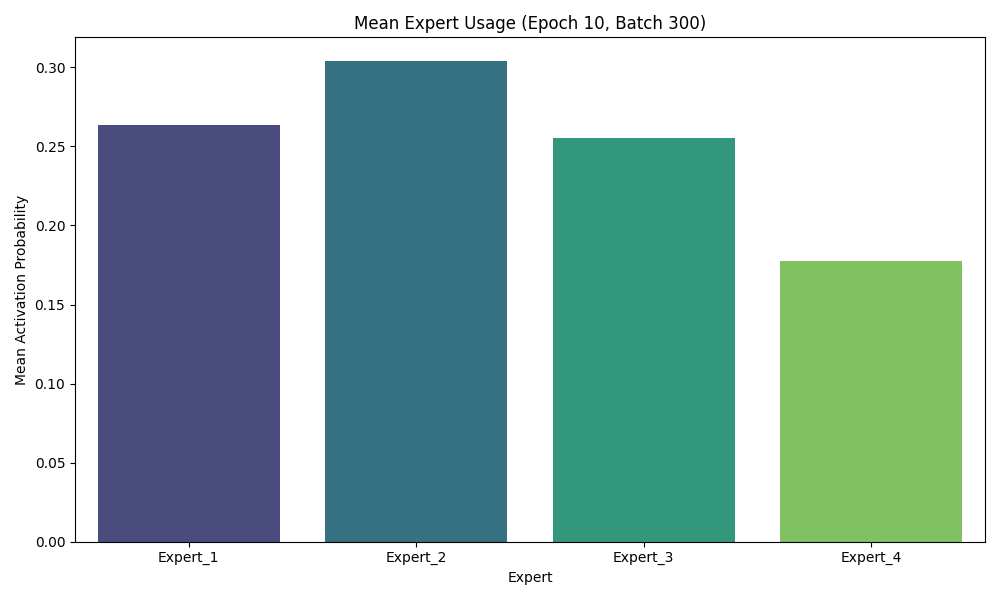 Mean Expert Usage (Epoch 10, Batch 300)
0.30
0.25
0.20
0.15
0.10
0.05
0.00
Mean Activation Probability
Expert_1
Expert_2
Expert_3
Expert_4
Expert